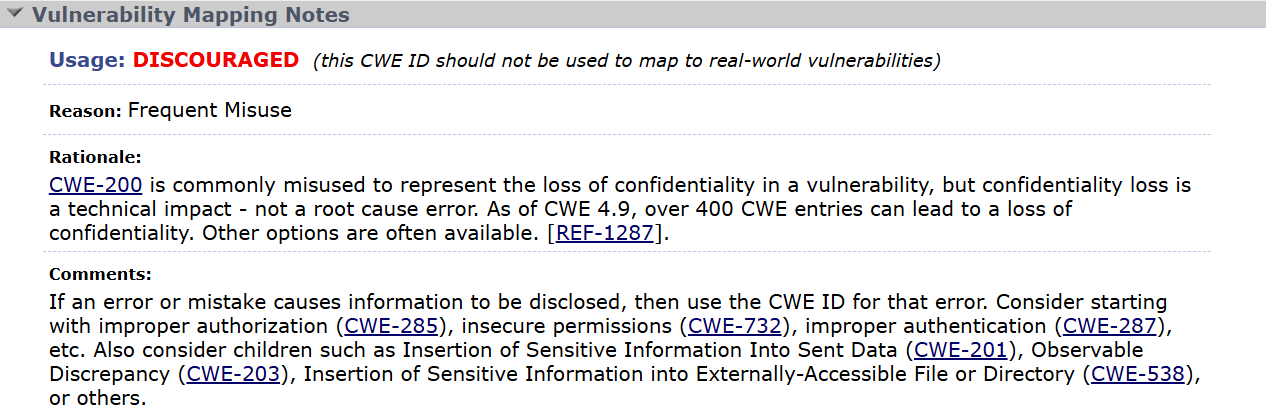 Vulnerability Mapping Notes
Usage: DISCOURAGED (this CWE ID should not be used to map to real-world vulnerabilities)
Reason: Frequent Misuse
Rationale:
CWE-200 is commonly misused to represent the loss of confidentiality in a vulnerability, but confidentiality loss is
a technical impact - not a root cause error. As of CWE 4.9, over 400 CWE entries can lead to a loss of
confidentiality. Other options are often available. [REF-1287].
Comments:
If an error or mistake causes information to be disclosed, then use the CWE ID for that error. Consider starting
with improper authorization (CWE-285), insecure permissions (CWE-732), improper authentication (CWE-287),
etc. Also consider children such as Insertion of Sensitive Information Into Sent Data (CWE-201), Observable
Discrepancy (CWE-203), Insertion of Sensitive Information into Externally-Accessible File or Directory (CWE-538),
or others.